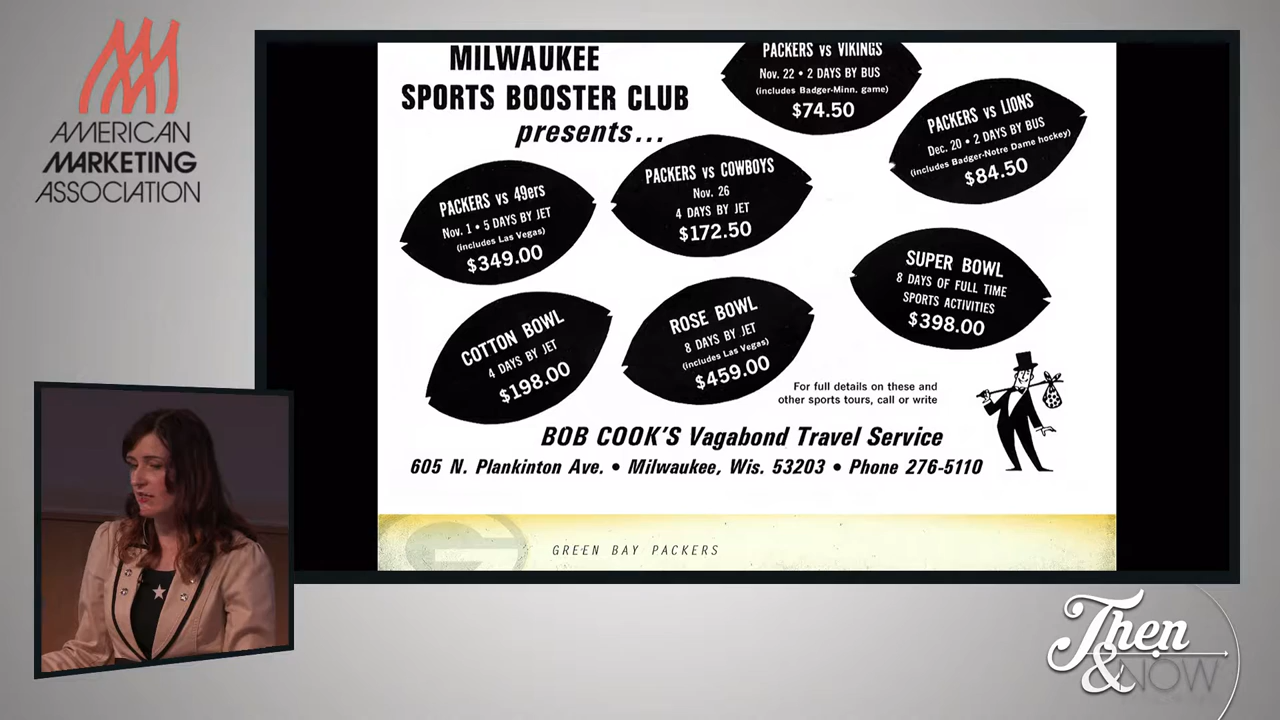 AMERICAN
MARKETING
ASSOCIATION
MILWAUKEE
SPORTS BOOSTER CLUB
presents...
PACKERS vs VIKINGS
Nov. 22 • 2 DAYS BY BUS
(includes Badger-Minn. game)
$74.50
PACKERS vs LIONS
Dec. 20 • 2 DAYS BY BUS
(includes Badger-Notre Dame hockey)
$84.50
PACKERS vs 49ers
Nov. 1 • 5 DAYS BY JET
(includes Las Vegas)
$349.00
PACKERS vs COWBOYS
Nov. 26
4 DAYS BY JET
$172.50
SUPER BOWL
8 DAYS OF FULL TIME
SPORTS ACTIVITIES
$398.00
COTTON BOWL
4 DAYS BY JET
$198.00
ROSE BOWL
8 DAYS BY JET
(includes Las Vegas)
$459.00
For full details on these and
other sports tours, call or write
BOB COOK'S Vagabond Travel Service
605 N. Plankinton Ave. • Milwaukee, Wis. 53203 • Phone 276-5110
G
GREEN BAY PACKERS
Then
& NOW